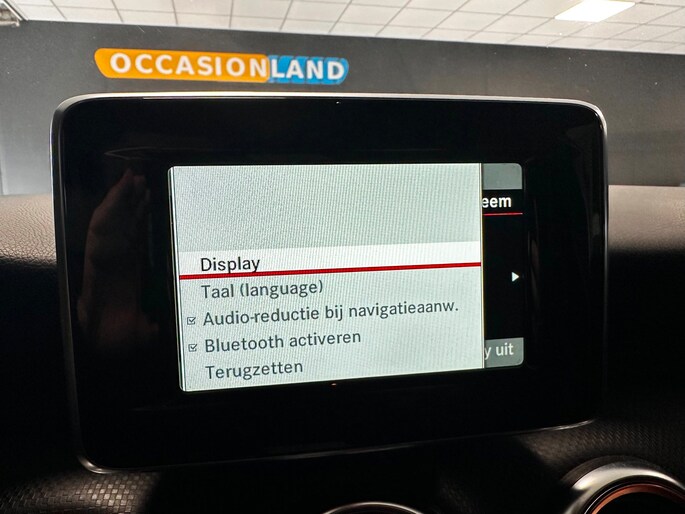 OCCASIONLAND
eem
Display
Taal (language)
Audio-reductie bij navigatieaanw.
Bluetooth activeren
y uit
Terugzetten